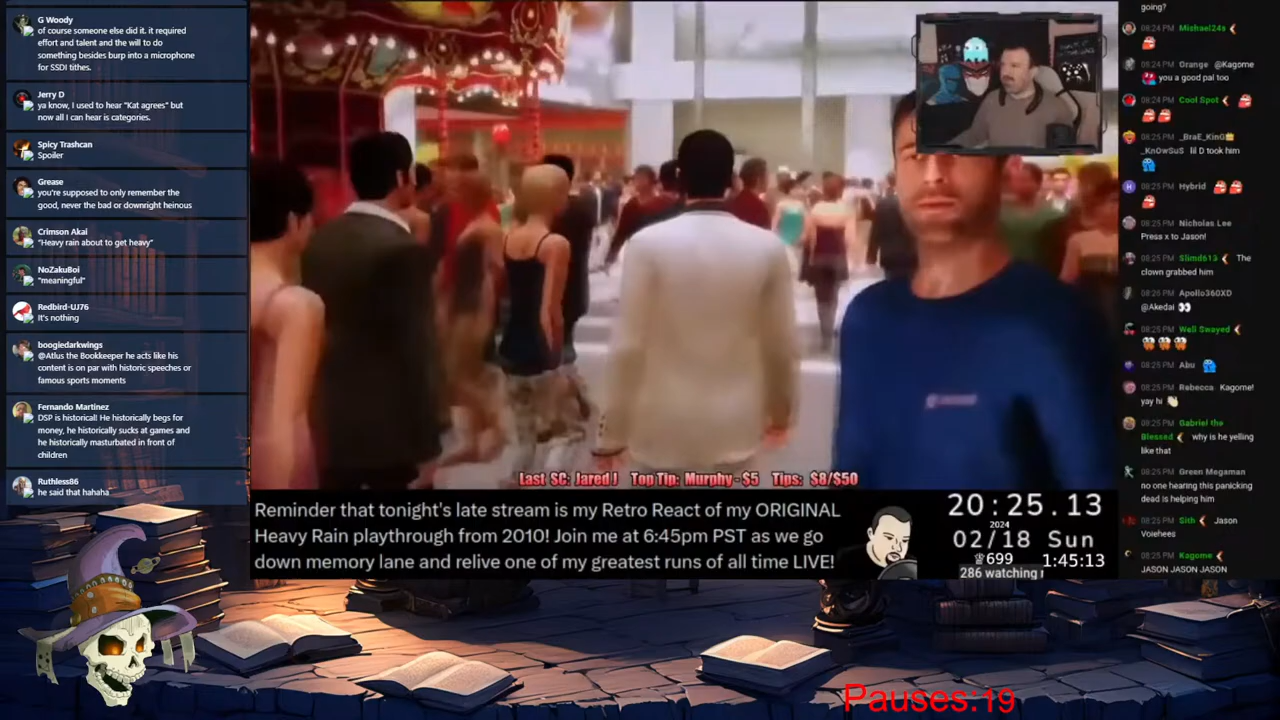 G Woody
of course someone else did it. it required
effort and talent and the will to do
something besides burp into a microphone
for SSDI tithes.
Jerry D
ya know, I used to hear "Kat agrees" but
now all I can hear is categories.
Spicy Trashcan
Spoiler
Grease
you're supposed to only remember the
good, never the bad or downright heinous
Crimson Akai
"Heavy rain about to get heavy"
NoZakuBoi
"meaningful"
Redbird-UJ76
It's nothing
boogiedarkwings
@Atlus the Bookkeeper he acts like his
content is on par with historic speeches or
famous sports moments
Fernando Martinez
DSP is historical! He historically begs for
money, he historically sucks at games and
he historically masturbated in front of
children
Ruthless86
he said that hahaha
Last SC: Jared J Top Tip: Murphy - $5 Tips: $8/$50
Reminder that tonight's late stream is my Retro React of my ORIGINAL
Heavy Rain playthrough from 2010! Join me at 6:45pm PST as we go
down memory lane and relive one of my greatest runs of all time LIVE!
20:25.13
2024
02/18 Sun
699 1:45:13
286 watching
going?
08:24 PM Mishael24s
08:24 PM Orange @Kagome
you a good pal too
08:24 PM Cool Spot
08:25 PM _BraE_KinG
_KnOwSuS lil D took him
08:25 PM Hybrid
08:25 PM Nicholas Lee
Press x to Jason!
08:25 PM Slimd613 The
clown grabbed him
08:25 PM Apollo360XD
@Akedai
08:25 PM Well Swayed
08:25 PM Abu
08:25 PM Rebecca Kagome!
yay hi
08:25 PM Gabriel the
Blessed why is he yelling
like that
08:25 PM Green Megaman
no one hearing this panicking
dead is helping him
08:25 PM Sith Jason
Voiehees
08:25 PM Kagome
JASON JASON JASON
Pauses:19